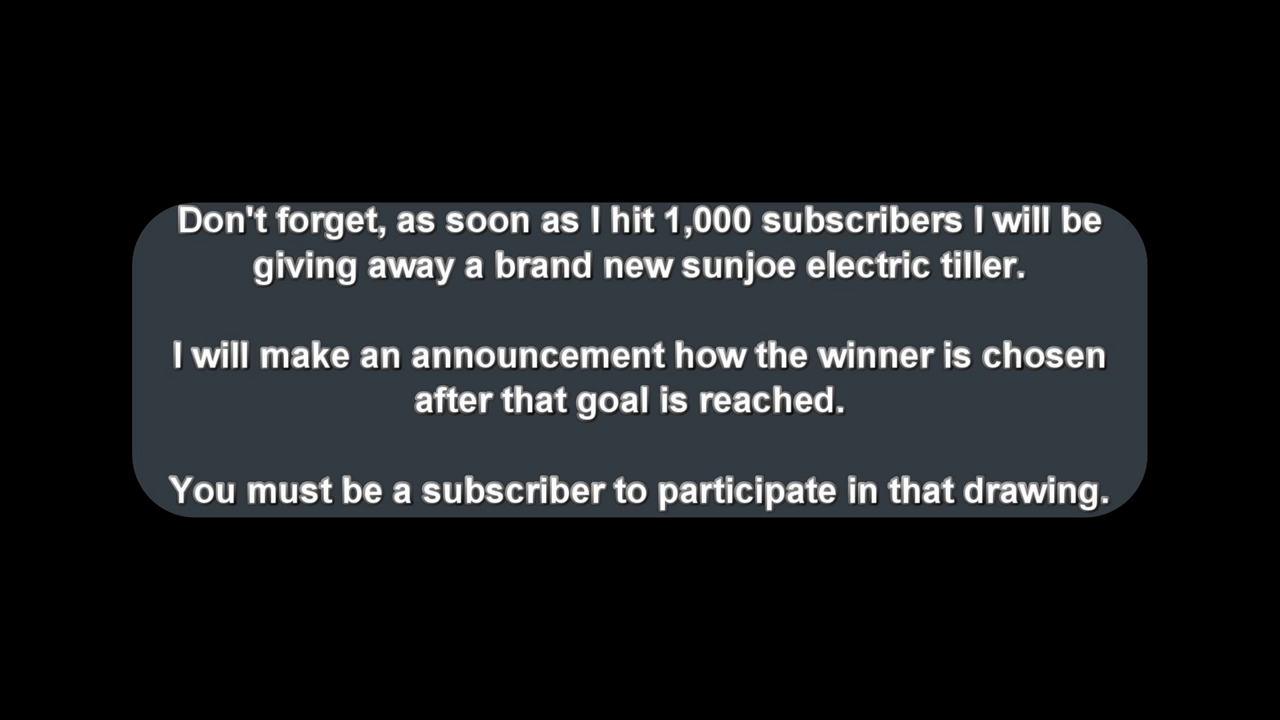 Don't forget, as soon as I hit 1,000 subscribers I will be
giving away a brand new sunjoe electric tiller.
I will make an announcement how the winner is chosen
after that goal is reached.
You must be a subscriber to participate in that drawing.